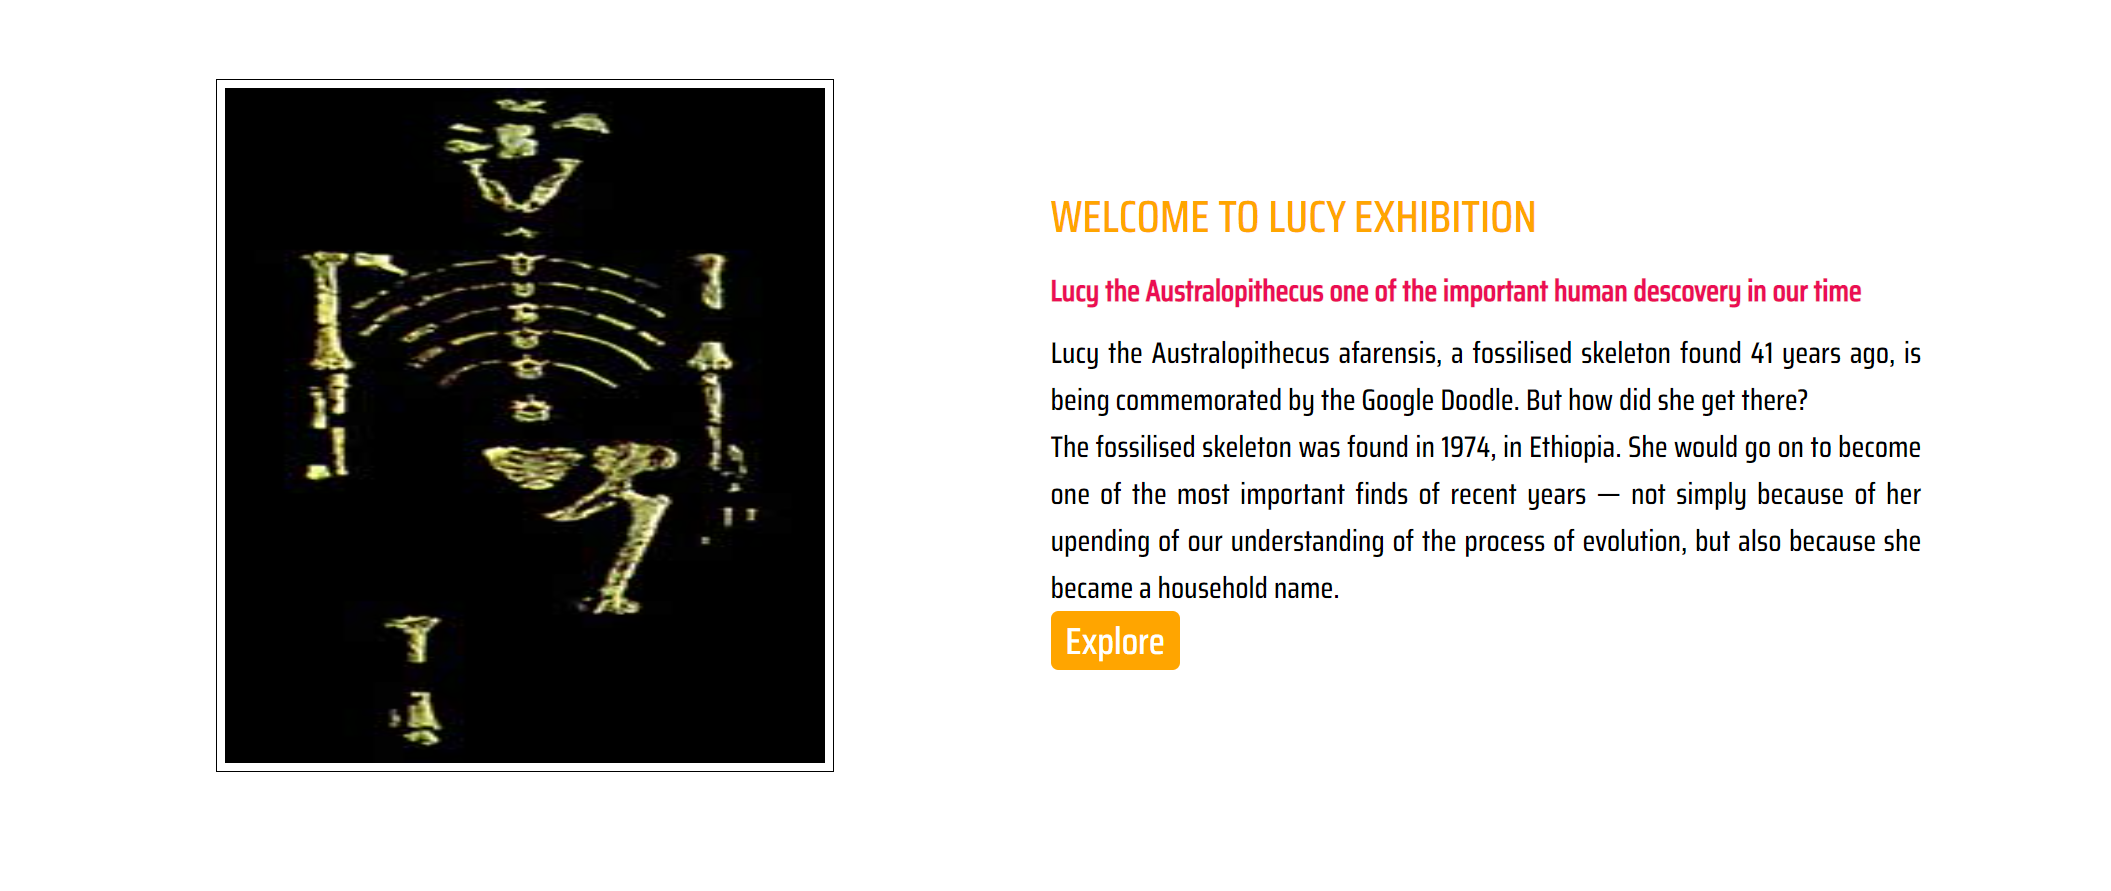 WELCOME TO LUCY EXHIBITION
Lucy the Australopithecus one of the important human descovery in our time
Lucy the Australopithecus afarensis, a fossilised skeleton found 41 years ago, is
being commemorated by the Google Doodle. But how did she get there?
The fossilised skeleton was found in 1974, in Ethiopia. She would go on to become
one of the most important finds of recent years — not simply because of her
upending of our understanding of the process of evolution, but also because she
became a household name.
Explore